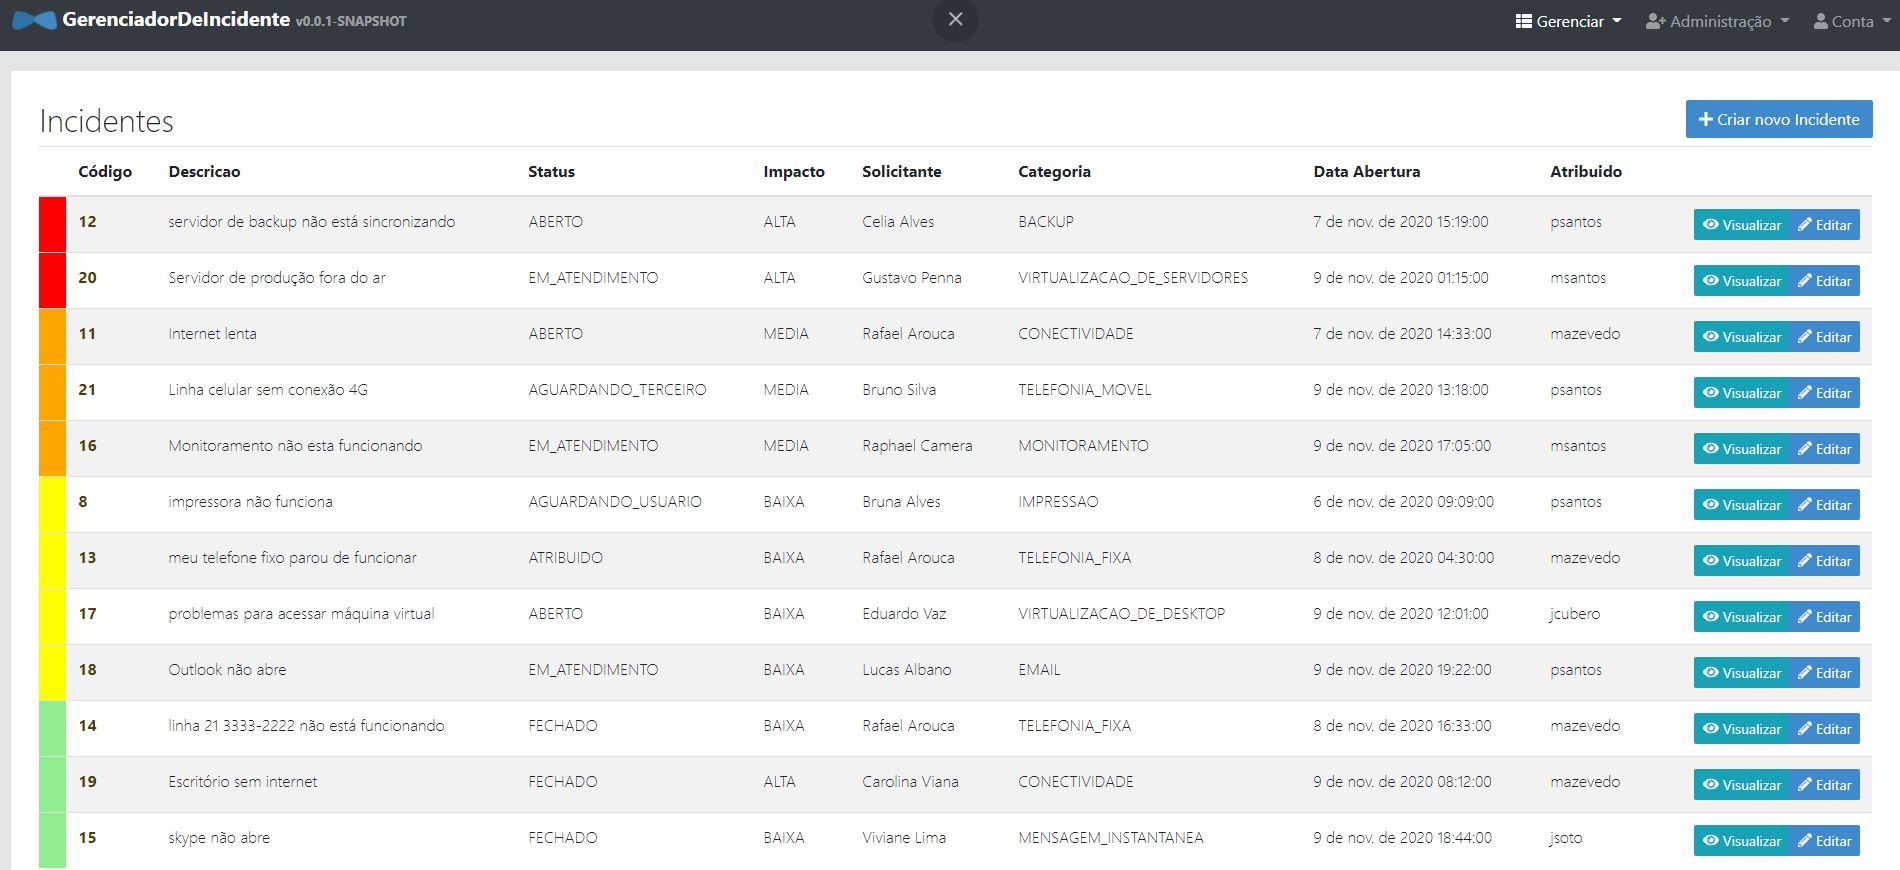 GerenciadorDeIncidente v0.0.1-SNAPSHOT Gerenciar Administração Conta
Incidentes Criar novo Incidente
Código Descricao Status Impacto Solicitante Categoria Data Abertura Atribuido
12 servidor de backup não está sincronizando ABERTO ALTA Celia Alves BACKUP 7 de nov. de 2020 15:19:00 psantos Visualizar Editar
20 Servidor de produção fora do ar EM_ATENDIMENTO ALTA Gustavo Penna VIRTUALIZACAO_DE_SERVIDORES 9 de nov. de 2020 01:15:00 msantos Visualizar Editar
11 Internet lenta ABERTO MEDIA Rafael Arouca CONECTIVIDADE 7 de nov. de 2020 14:33:00 mazevedo Visualizar Editar
21 Linha celular sem conexão 4G AGUARDANDO_TERCEIRO MEDIA Bruno Silva TELEFONIA_MOVEL 9 de nov. de 2020 13:18:00 psantos Visualizar Editar
16 Monitoramento não esta funcionando EM_ATENDIMENTO MEDIA Raphael Camera MONITORAMENTO 9 de nov. de 2020 17:05:00 msantos Visualizar Editar
8 impressora não funciona AGUARDANDO_USUARIO BAIXA Bruna Alves IMPRESSAO 6 de nov. de 2020 09:09:00 psantos Visualizar Editar
13 meu telefone fixo parou de funcionar ATRIBUIDO BAIXA Rafael Arouca TELEFONIA_FIXA 8 de nov. de 2020 04:30:00 mazevedo Visualizar Editar
17 problemas para acessar máquina virtual ABERTO BAIXA Eduardo Vaz VIRTUALIZACAO_DE_DESKTOP 9 de nov. de 2020 12:01:00 jcubero Visualizar Editar
18 Outlook não abre EM_ATENDIMENTO BAIXA Lucas Albano EMAIL 9 de nov. de 2020 19:22:00 psantos Visualizar Editar
14 linha 21 3333-2222 não está funcionando FECHADO BAIXA Rafael Arouca TELEFONIA_FIXA 8 de nov. de 2020 16:33:00 mazevedo Visualizar Editar
19 Escritório sem internet FECHADO ALTA Carolina Viana CONECTIVIDADE 9 de nov. de 2020 08:12:00 mazevedo Visualizar Editar
15 skype não abre FECHADO BAIXA Viviane Lima MENSAGEM_INSTANTANEA 9 de nov. de 2020 18:44:00 jsoto Visualizar Editar